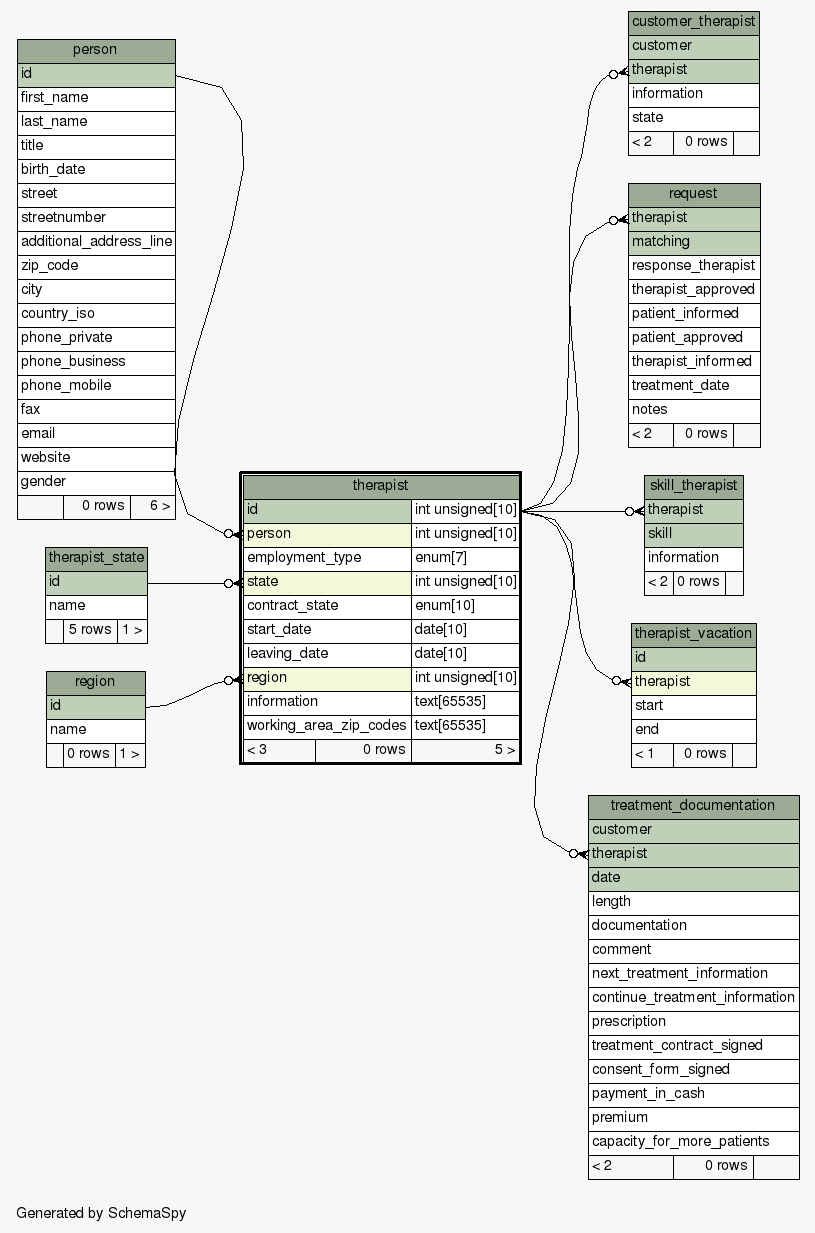 person
id
first_name
last_name
title
birth_date
street
streetnumber
additional_address_line
zip_code
city
country_iso
phone_private
phone_business
phone_mobile
fax
email
website
gender
0 rows 6 >
therapist_state
id
name
5 rows 1 >
region
id
name
0 rows 1 >
therapist
id int unsigned[10]
person int unsigned[10]
employment_type enum[7]
state int unsigned[10]
contract_state enum[10]
start_date date[10]
leaving_date date[10]
region int unsigned[10]
information text[65535]
working_area_zip_codes text[65535]
< 3 0 rows 5 >
customer_therapist
customer
therapist
information
state
< 2 0 rows
request
therapist
matching
response_therapist
therapist_approved
patient_informed
patient_approved
therapist_informed
treatment_date
notes
< 2 0 rows
skill_therapist
therapist
skill
information
< 2 0 rows
therapist_vacation
id
therapist
start
end
< 1 0 rows
treatment_documentation
customer
therapist
date
length
documentation
comment
next_treatment_information
continue_treatment_information
prescription
treatment_contract_signed
consent_form_signed
payment_in_cash
premium
capacity_for_more_patients
< 2 0 rows
Generated by SchemaSpy